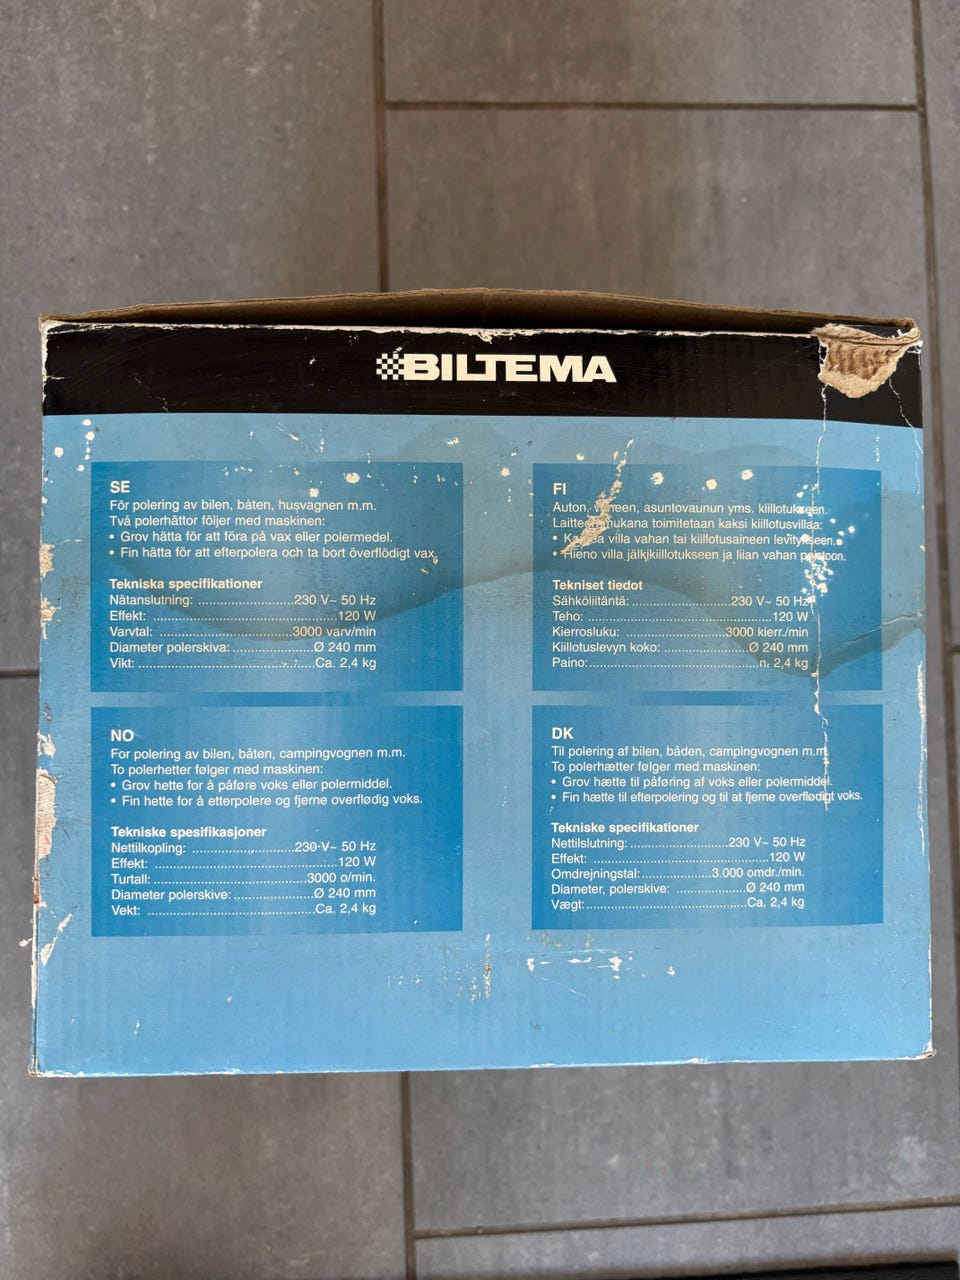 BILTEMA
SE
För polering av bilen, båten, husvagnen m.m.
Två polerhättor följer med maskinen:
• Grov hätta för att föra på vax eller polermedel.
• Fin hätta för att efterpolera och ta bort överflödigt vax.
Tekniska specifikationer
Nätanslutning: ........................230 V~ 50 Hz
Effekt: ..............................................120 W
Varvtal: ................................3000 varv/min
Diameter polerskiva:....................Ø 240 mm
Vikt: ...........................................Ca. 2,4 kg
FI
Auton, asuntovaunun yms. kiillotukseen.
mukana toimitetaan kaksi kiillotusvillaa:
• villa vahan tai kiillotusaineen levitykseen.
• Hieno villa jälkikiillotukseen ja liian vahan
Tekniset tiedot
Sähköliitäntä: ........................230 V~ 50 Hz
Teho: ..............................................120 W
Kierrosluku: ........................3000 kierr./min
Kiillotuslevyn koko: .....................Ø 240 mm
Paino:...........................................n. 2,4 kg
NO
For polering av bilen, båten, campingvognen m.m.
To polerhetter følger med maskinen:
• Grov hette for å påføre voks eller polermiddel.
• Fin hette for å etterpolere og fjerne overflødig voks.
Tekniske spesifikasjoner
Nettilkopling: ........................230 V~ 50 Hz
Effekt: ..............................................120 W
Turtall: ......................................3000 o/min.
Diameter polerskive:....................Ø 240 mm
Vekt: ...........................................Ca. 2,4 kg
DK
Til polering af bilen, båden, campingvognen m.m.
To polerhætter følger med maskinen:
• Grov hætte til påføring af voks eller polermiddel.
• Fin hætte til efterpolering og til at fjerne overflødigt voks.
Tekniske specifikationer
Nettilslutning: ........................230 V~ 50 Hz
Effekt: ..............................................120 W
Omdrejningstal:.................3.000 omdr./min.
Diameter, polerskive: .................Ø 240 mm
Vægt:..........................................Ca. 2,4 kg